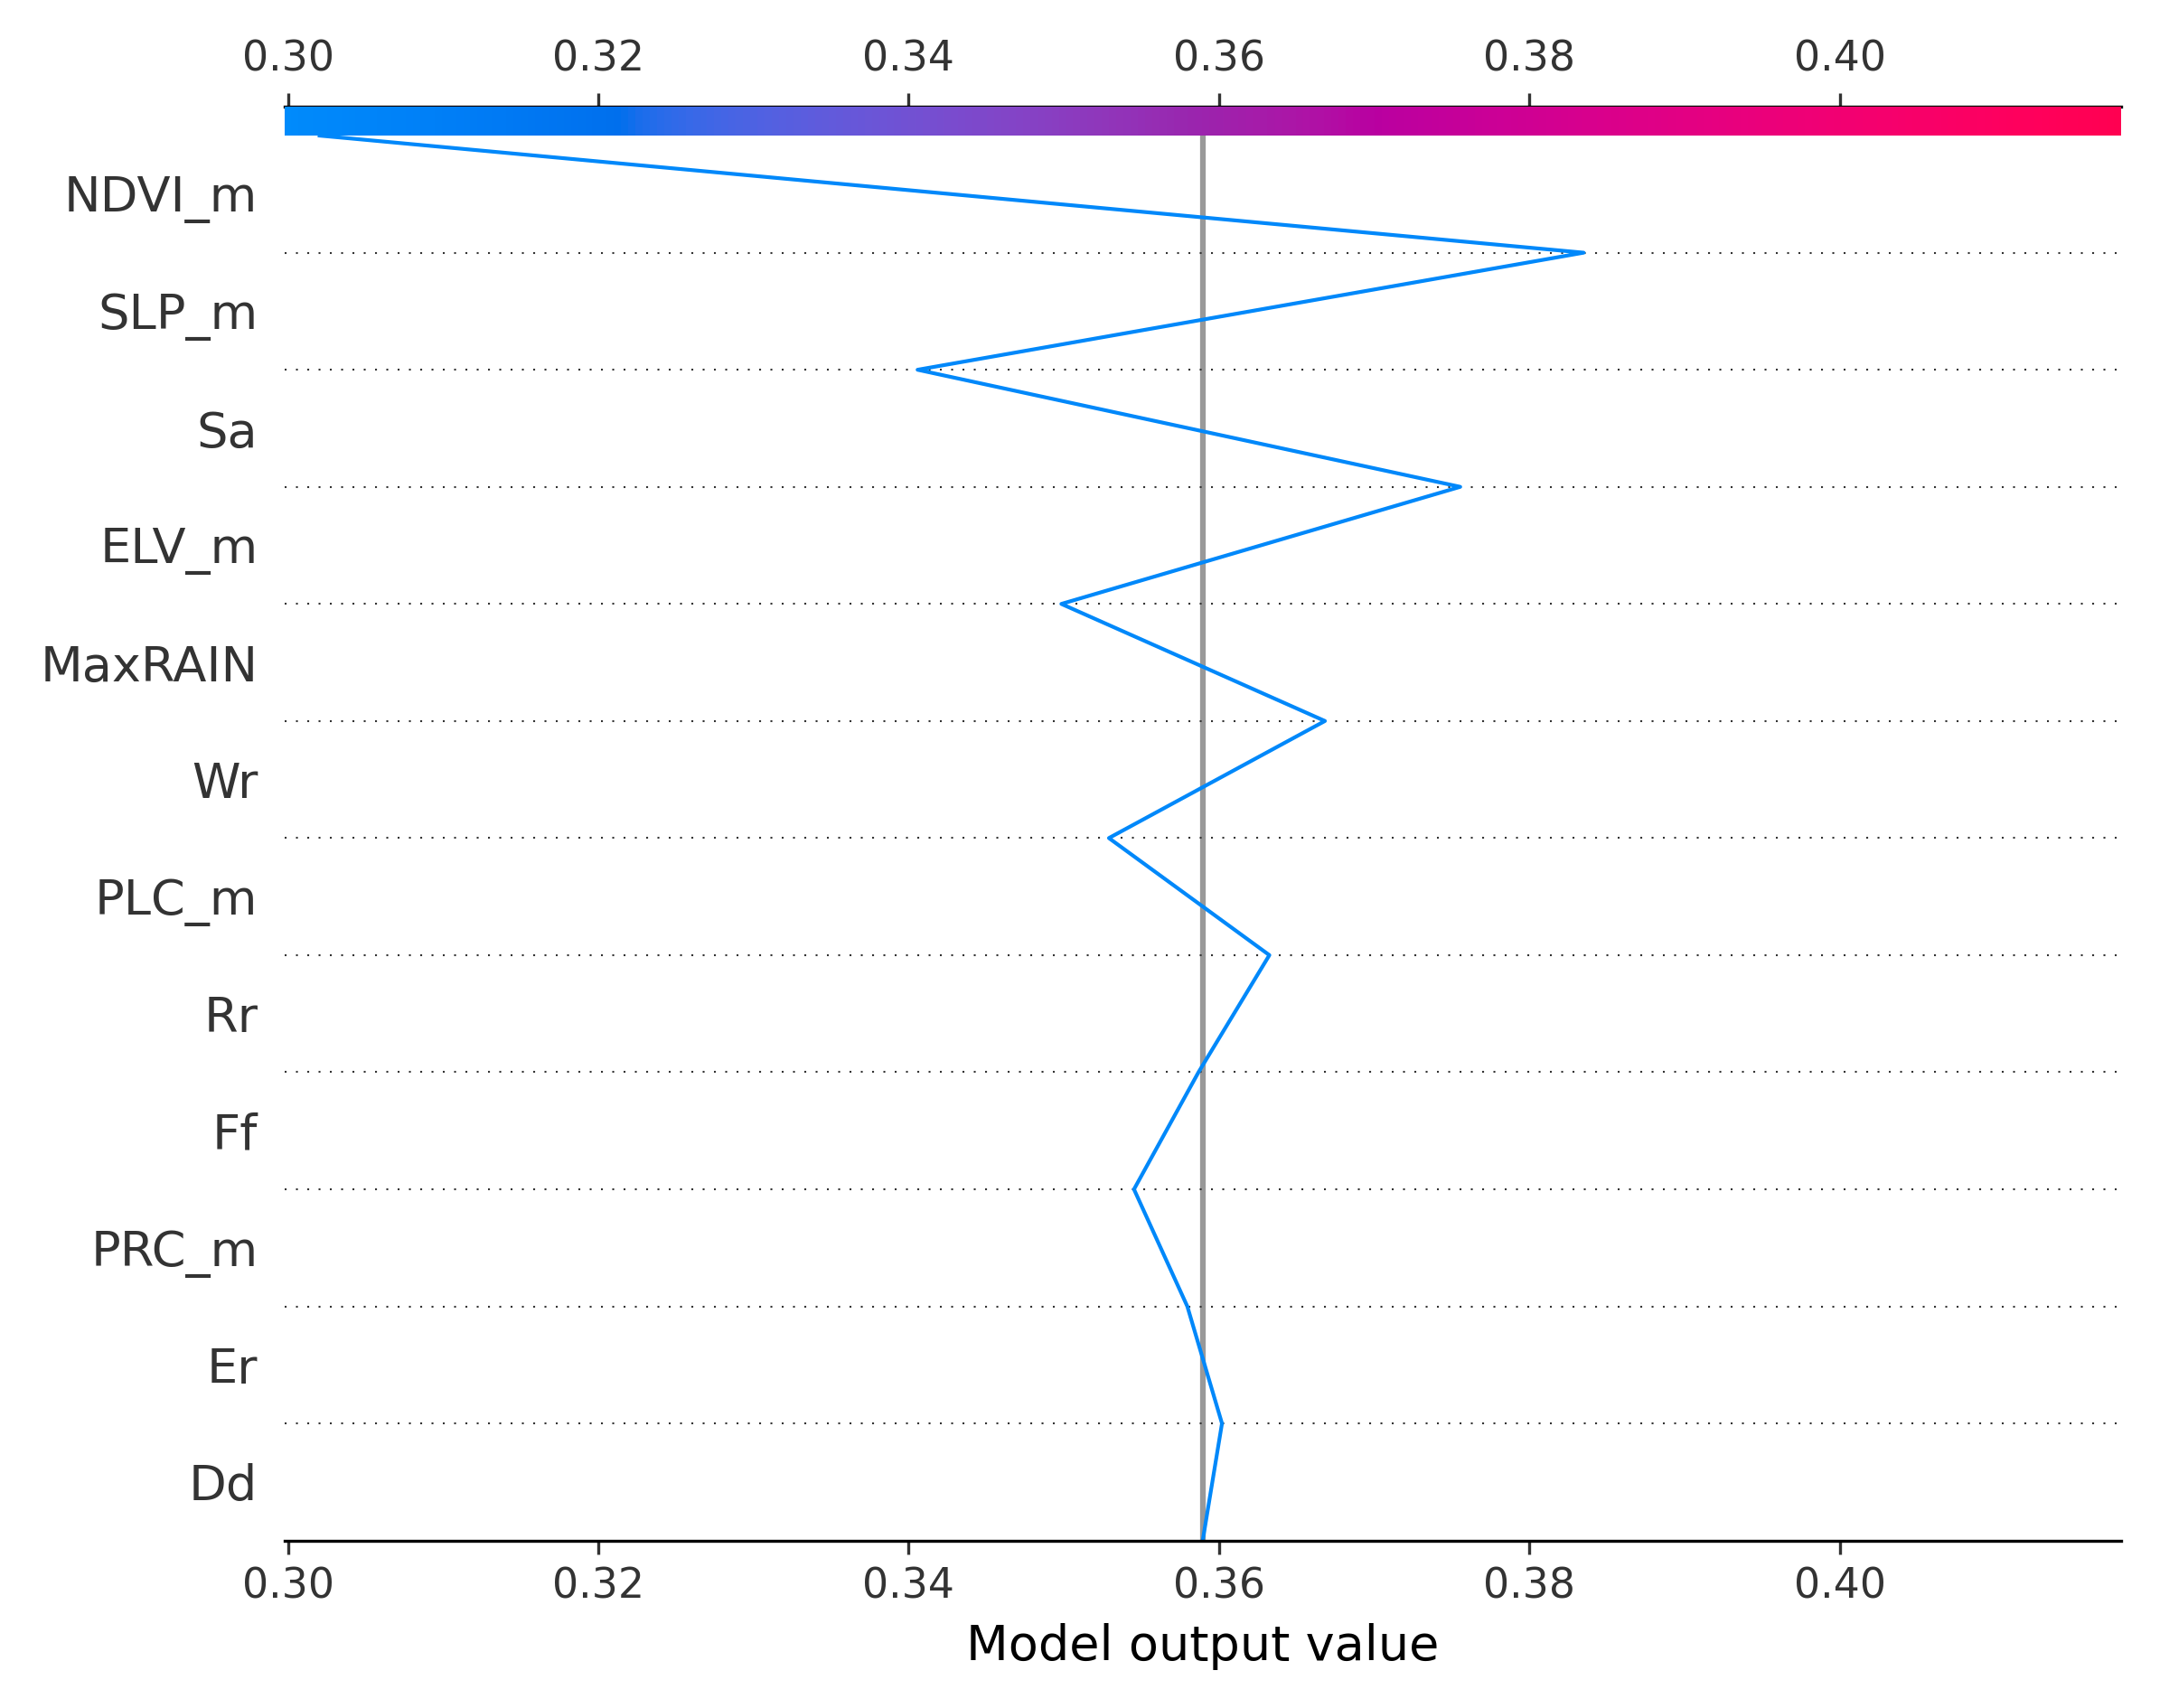 0.30 0.32 0.34 0.36 0.38 0.40
NDVI_m
SLP_m
Sa
ELV_m
MaxRAIN
Wr
PLC_m
Rr
Ff
PRC_m
Er
Dd
0.30 0.32 0.34 0.36 0.38 0.40
Model output value